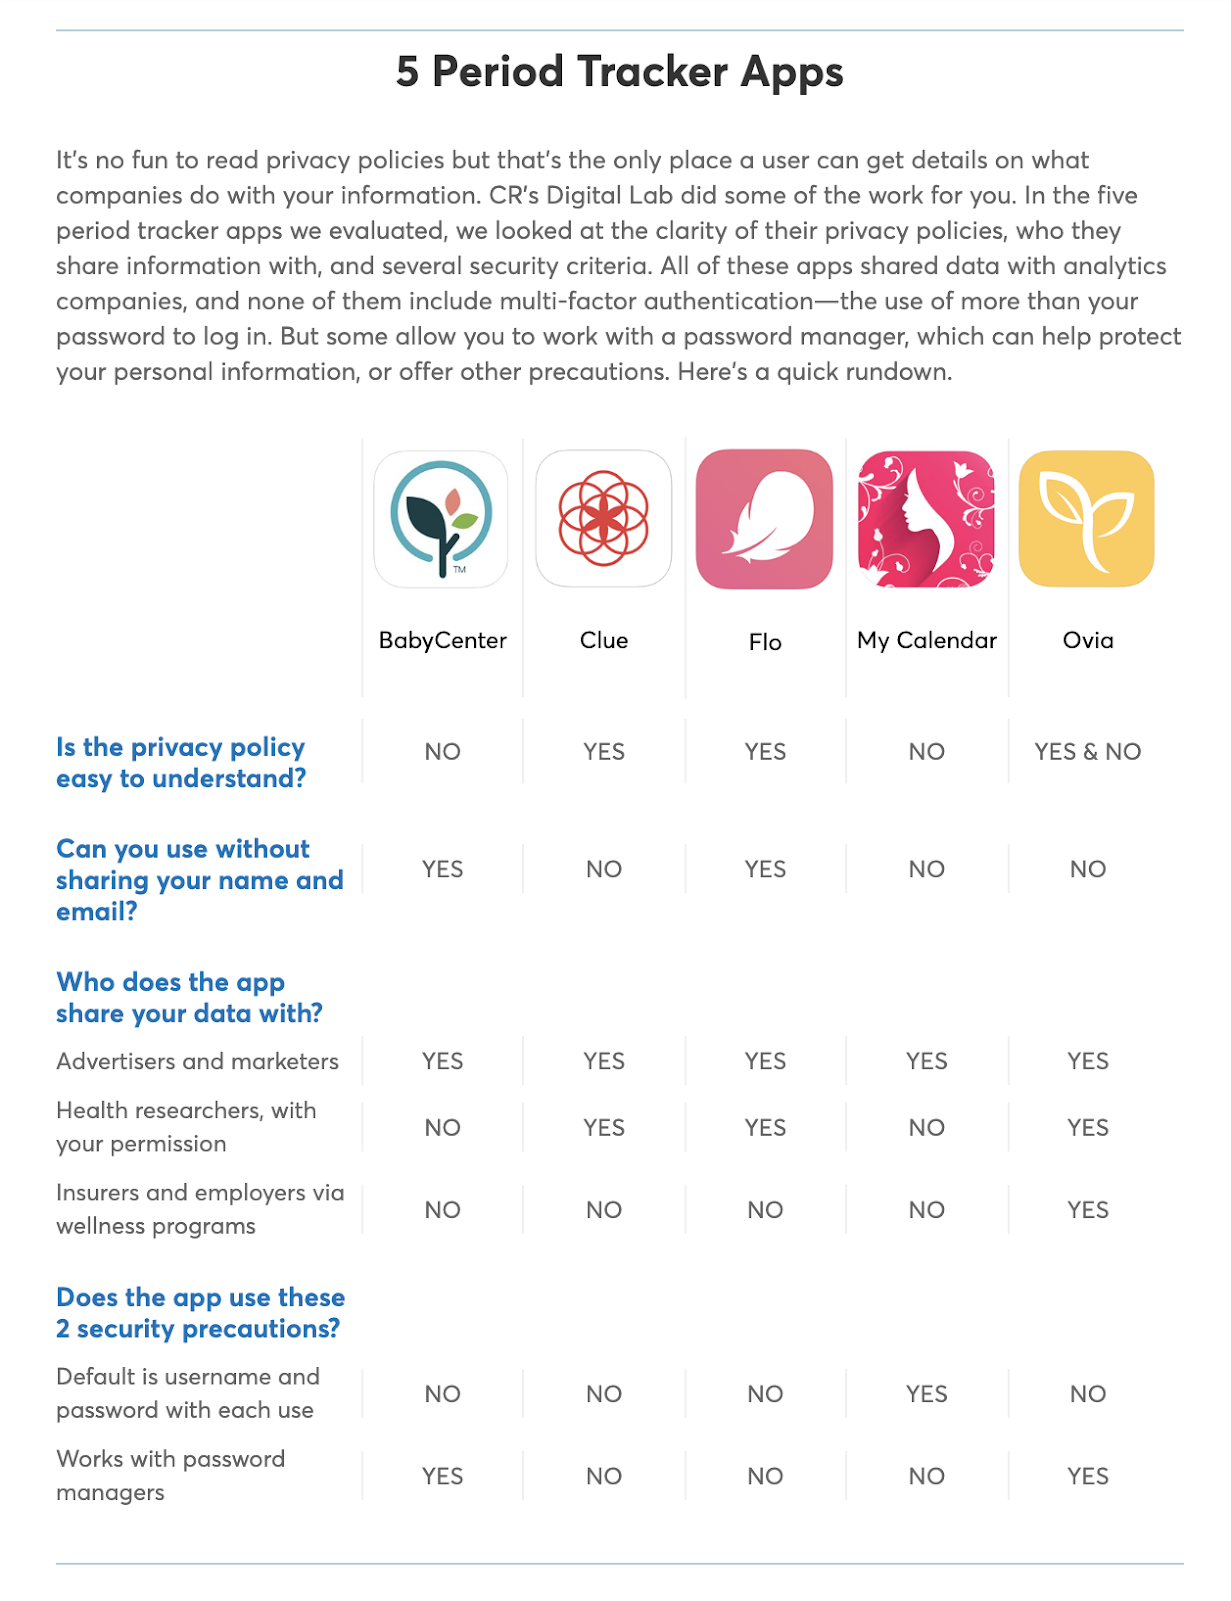 5 Period Tracker Apps
It's no fun to read privacy policies but that's the only place a user can get details on what
companies do with your information. CR's Digital Lab did some of the work for you. In the five
period tracker apps we evaluated, we looked at the clarity of their privacy policies, who they
share information with, and several security criteria. All of these apps shared data with analytics
companies, and none of them include multi-factor authentication—the use of more than your
password to log in. But some allow you to work with a password manager, which can help protect
your personal information, or offer other precautions. Here's a quick rundown.
TM
BabyCenter Clue Flo My Calendar Ovia
Is the privacy policy
easy to understand?
NO YES YES NO YES & NO
Can you use without
sharing your name and
email?
YES NO YES NO NO
Who does the app
share your data with?
Advertisers and marketers YES YES YES YES YES
Health researchers, with
your permission
NO YES YES NO YES
Insurers and employers via
wellness programs
NO NO NO NO YES
Does the app use these
2 security precautions?
Default is username and
password with each use
NO NO NO YES NO
Works with password
managers
YES NO NO NO YES